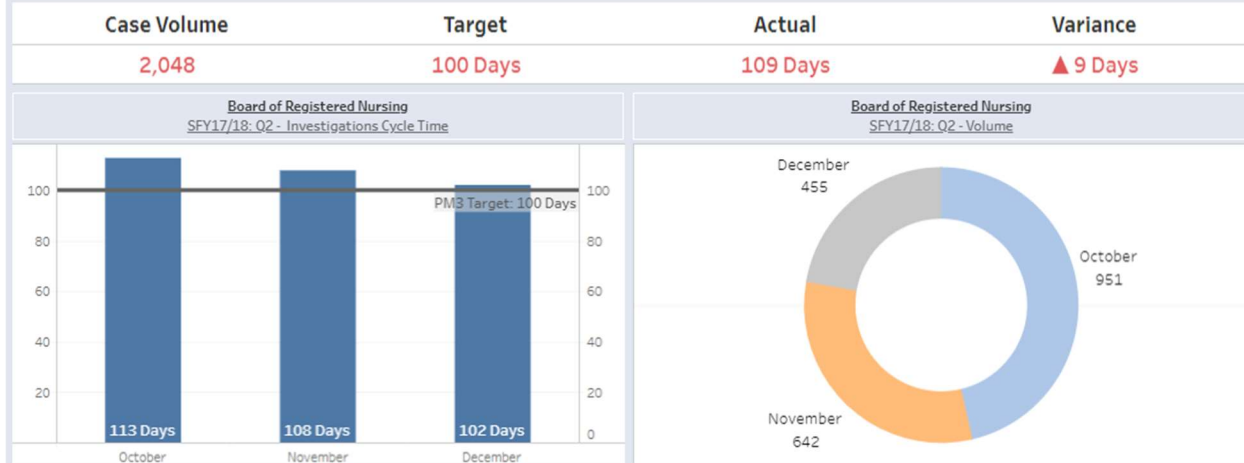 Case Volume Target Actual Variance
2,048 100 Days 109 Days ▲ 9 Days
Board of Registered Nursing
SFY17/18: Q2 - Investigations Cycle Time
100
80
60
40
20
PM3 Target: 100 Days
113 Days 108 Days 102 Days
October November December
100
80
60
40
20
0
Board of Registered Nursing
SFY17/18: Q2 - Volume
December
455
October
951
November
642